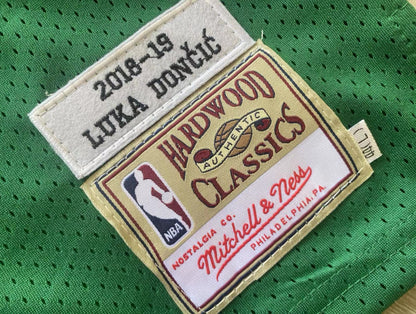 2018-19
LUKA DONČIĆ
HARDWOOD
AUTHENTIC
CLASSICS
NBA
NOSTALGIA CO.
Mitchell & Ness
PHILADELPHIA, PA.